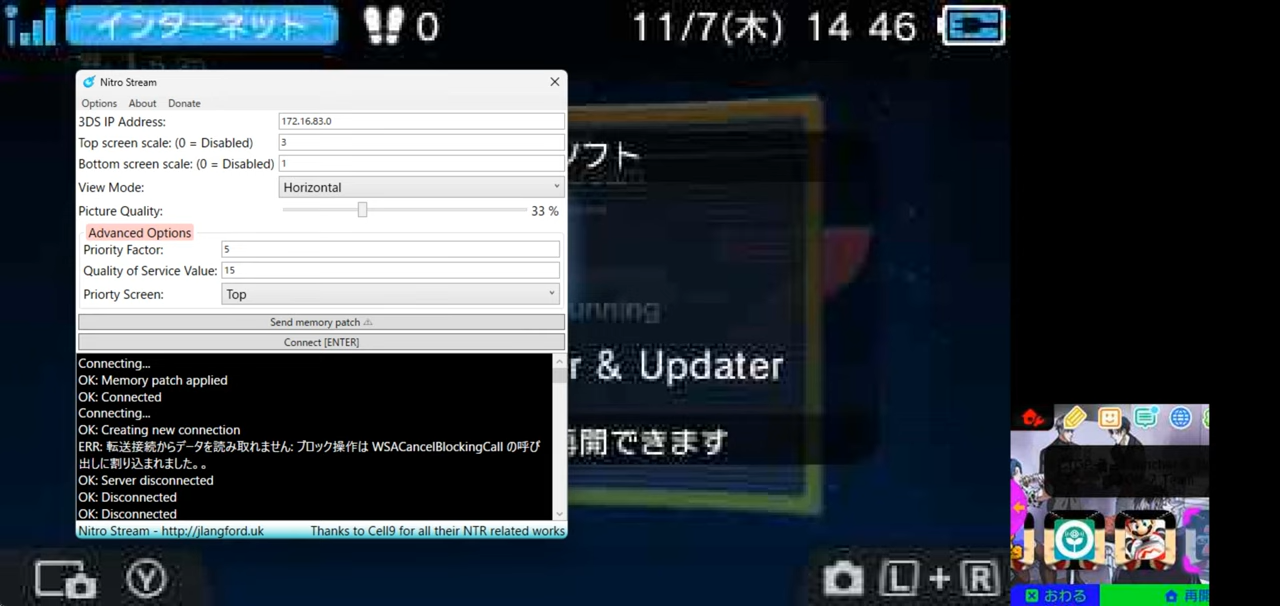 インターネット 0 11/7(木) 14 46
Nitro Stream
Options About Donate
3DS IP Address: 172.16.83.0
Top screen scale: (0 = Disabled) 3
Bottom screen scale: (0 = Disabled) 1
View Mode: Horizontal
Picture Quality: 33 %
Advanced Options
Priority Factor: 5
Quality of Service Value: 15
Priorty Screen: Top
Send memory patch ⚠
Connect [ENTER]
Connecting...
OK: Memory patch applied
OK: Connected
Connecting...
OK: Creating new connection
ERR: 転送接続からデータを読み取れません: ブロック操作は WSACancelBlockingCall の呼び
出しに割り込まれました。。
OK: Server disconnected
OK: Disconnected
OK: Disconnected
Nitro Stream - http://jlangford.uk Thanks to Cell9 for all their NTR related works
ソフト
unning
r & Updater
再開できます
Y
L + R
おわる 再開